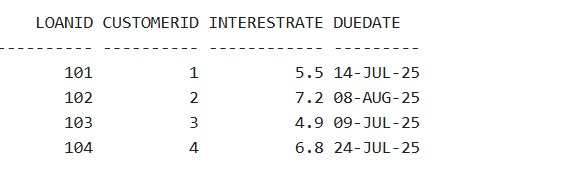 LOANID CUSTOMERID INTERESTRATE DUEDATE
---------- ---------- ------------ ---------
101 1 5.5 14-JUL-25
102 2 7.2 08-AUG-25
103 3 4.9 09-JUL-25
104 4 6.8 24-JUL-25